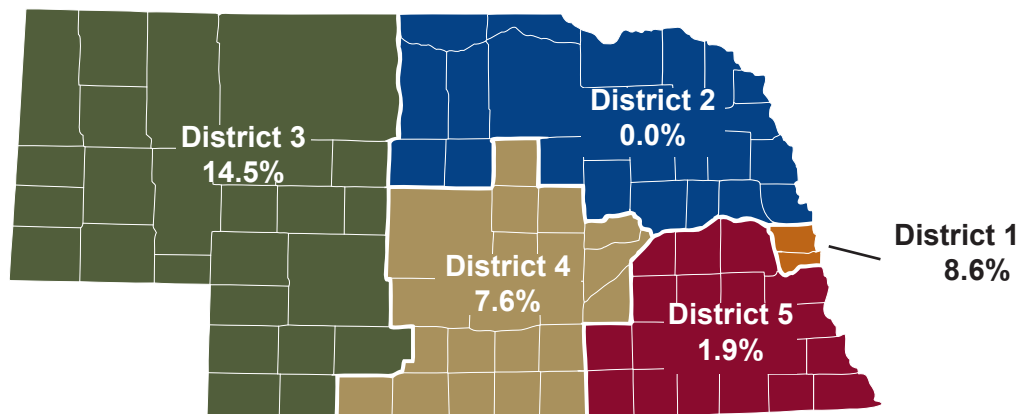 District 2
0.0%
District 3
14.5%
District 1
8.6%
District 4
7.6%
District 5
1.9%